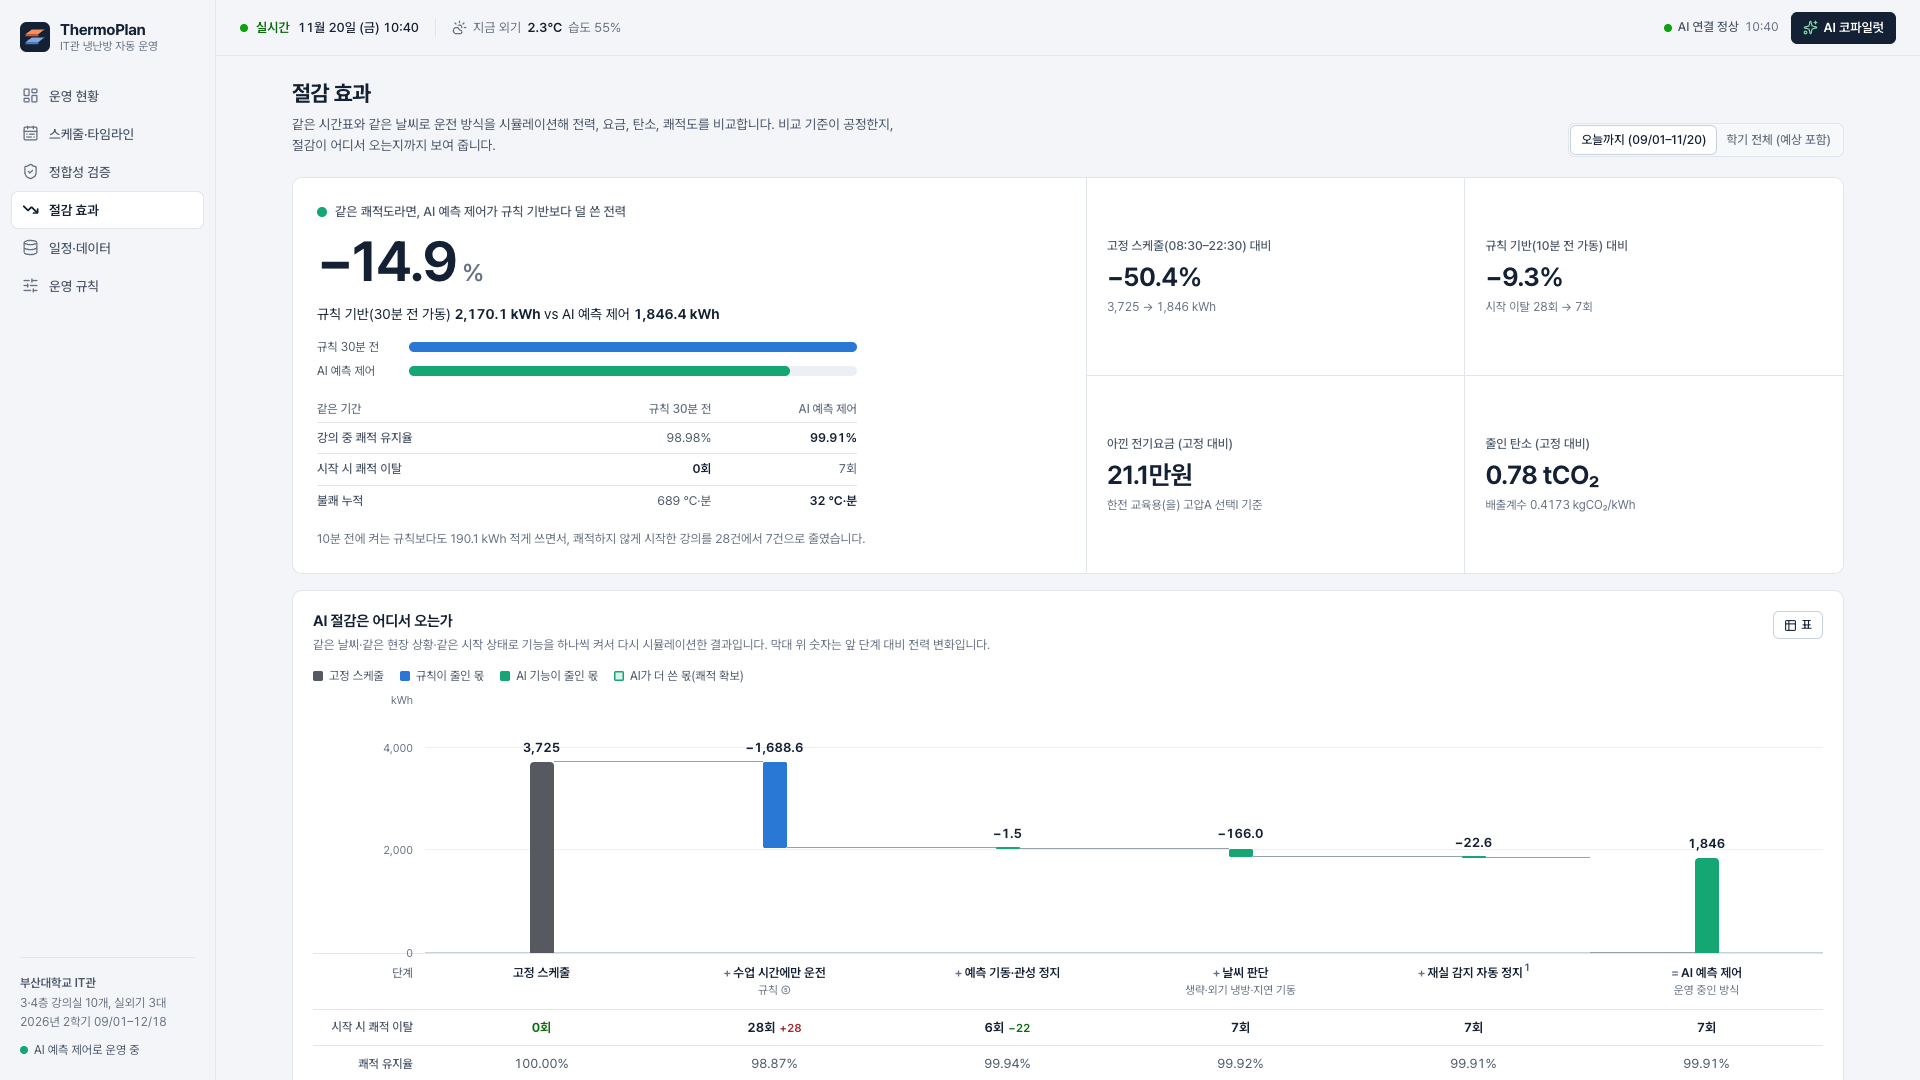 ThermoPlan
IT관 냉난방 자동 운영
운영 현황
스케줄·타임라인
정합성 검증
절감 효과
일정·데이터
운영 규칙
부산대학교 IT관
3·4층 강의실 10개, 실외기 3대
2026년 2학기 09/01–12/18
AI 예측 제어로 운영 중
실시간 11월 20일 (금) 10:40 지금 외기 2.3°C 습도 55%
AI 연결 정상 10:40 AI 코파일럿
절감 효과
같은 시간표와 같은 날씨로 운전 방식을 시뮬레이션해 전력, 요금, 탄소, 쾌적도를 비교합니다. 비교 기준이 공정한지,
절감이 어디서 오는지까지 보여 줍니다.
오늘까지 (09/01–11/20) 학기 전체 (예상 포함)
같은 쾌적도라면, AI 예측 제어가 규칙 기반보다 덜 쓴 전력
−14.9 %
규칙 기반(30분 전 가동) 2,170.1 kWh vs AI 예측 제어 1,846.4 kWh
규칙 30분 전
AI 예측 제어
같은 기간 규칙 30분 전 AI 예측 제어
강의 중 쾌적 유지율 98.98% 99.91%
시작 시 쾌적 이탈 0회 7회
불쾌 누적 689 °C·분 32 °C·분
10분 전에 켜는 규칙보다도 190.1 kWh 적게 쓰면서, 쾌적하지 않게 시작한 강의를 28건에서 7건으로 줄였습니다.
고정 스케줄(08:30–22:30) 대비
−50.4%
3,725 → 1,846 kWh
규칙 기반(10분 전 가동) 대비
−9.3%
시작 이탈 28회 → 7회
아낀 전기요금 (고정 대비)
21.1만원
한전 교육용(을) 고압A 선택I 기준
줄인 탄소 (고정 대비)
0.78 tCO₂
배출계수 0.4173 kgCO₂/kWh
AI 절감은 어디서 오는가
같은 날씨·같은 현장 상황·같은 시작 상태로 기능을 하나씩 켜서 다시 시뮬레이션한 결과입니다. 막대 위 숫자는 앞 단계 대비 전력 변화입니다.
표
고정 스케줄 규칙이 줄인 몫 AI 기능이 줄인 몫 AI가 더 쓴 몫(쾌적 확보)
kWh
4,000
2,000
0
3,725 −1,688.6 −1.5 −166.0 −22.6 1,846
단계 고정 스케줄 + 수업 시간에만 운전 + 예측 기동·관성 정지 + 날씨 판단 + 재실 감지 자동 정지 1 = AI 예측 제어
규칙 ⑤ 생략·외기 냉방·지연 기동 운영 중인 방식
시작 시 쾌적 이탈 0회 28회 +28 6회 −22 7회 7회 7회
쾌적 유지율 100.00% 98.87% 99.94% 99.92% 99.91% 99.91%